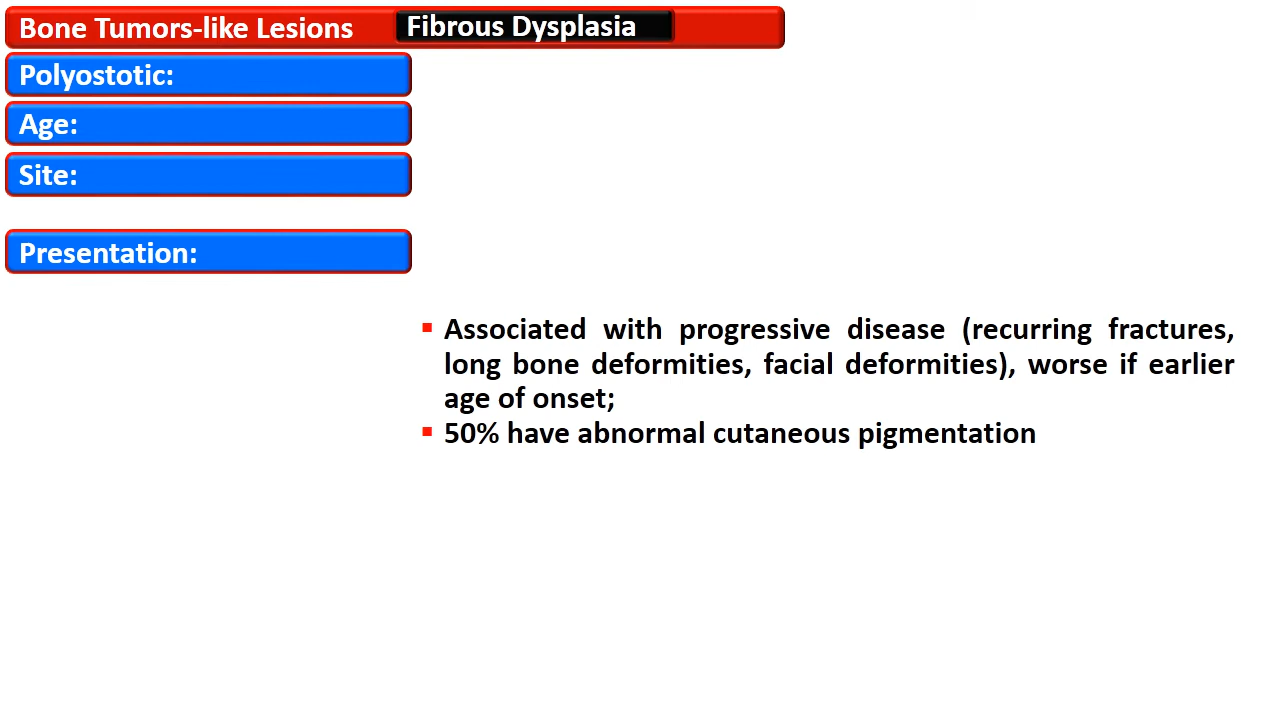 Bone Tumors-like Lesions Fibrous Dysplasia
Polyostotic:
Age:
Site:
Presentation:
▪ Associated with progressive disease (recurring fractures,
long bone deformities, facial deformities), worse if earlier
age of onset;
▪ 50% have abnormal cutaneous pigmentation